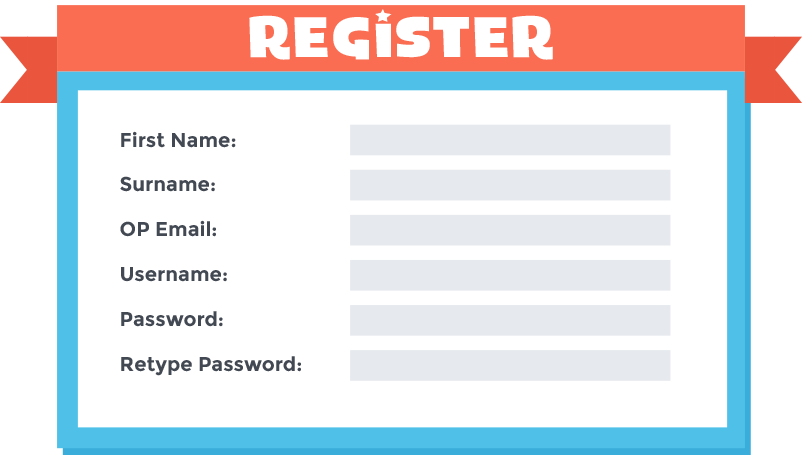 REGISTER
First Name:
Surname:
OP Email:
Username:
Password:
Retype Password: